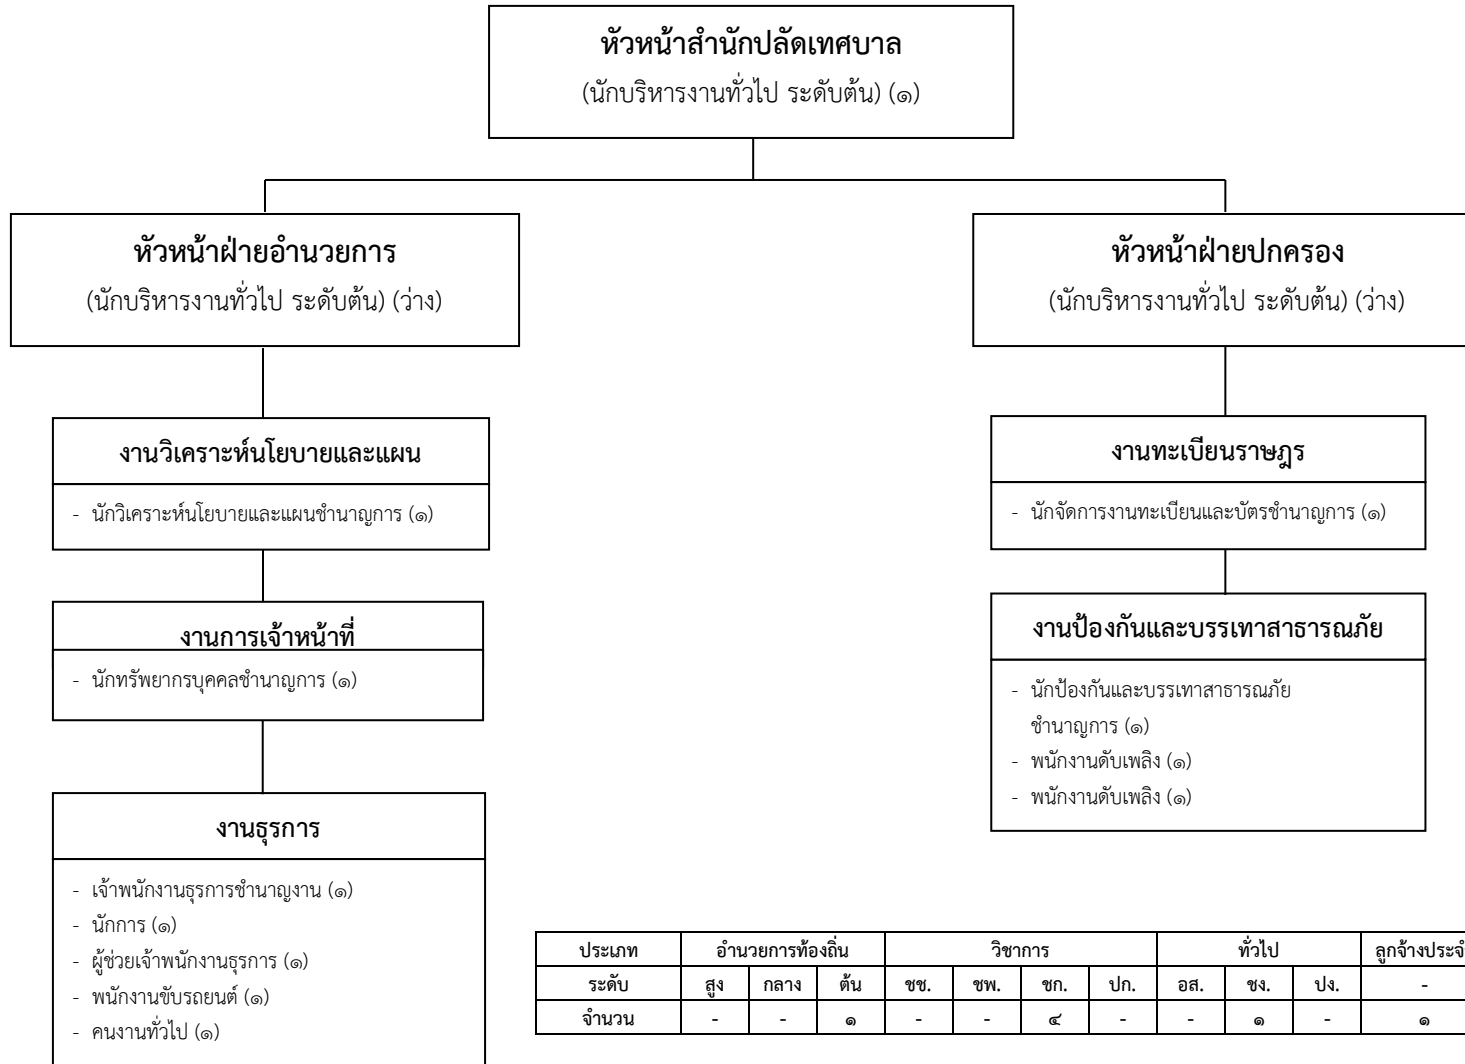 หัวหน้าสำนักปลัดเทศบาล
(นักบริหารงานทั่วไป ระดับต้น) (๑)
หัวหน้าฝ่ายอำนวยการ
(นักบริหารงานทั่วไป ระดับต้น) (ว่าง)
หัวหน้าฝ่ายปกครอง
(นักบริหารงานทั่วไป ระดับต้น) (ว่าง)
งานวิเคราะห์นโยบายและแผน
- นักวิเคราะห์นโยบายและแผนชำนาญการ (๑)
งานการเจ้าหน้าที่
- นักทรัพยากรบุคคลชำนาญการ (๑)
งานธุรการ
- เจ้าพนักงานธุรการชำนาญงาน (๑)
- นักการ (๑)
- ผู้ช่วยเจ้าพนักงานธุรการ (๑)
- พนักงานขับรถยนต์ (๑)
- คนงานทั่วไป (๑)
งานทะเบียนราษฎร
- นักจัดการงานทะเบียนและบัตรชำนาญการ (๑)
งานป้องกันและบรรเทาสาธารณภัย
- นักป้องกันและบรรเทาสาธารณภัย
ชำนาญการ (๑)
- พนักงานดับเพลิง (๑)
- พนักงานดับเพลิง (๑)
ประเภท อำนวยการท้องถิ่น วิชาการ ทั่วไป ลูกจ้างประจำ
ระดับ สูง กลาง ต้น ชช. ชพ. ชก. ปก. อส. ชง. ปง. -
จำนวน - - ๑ - - ๔ - - ๑ - ๑